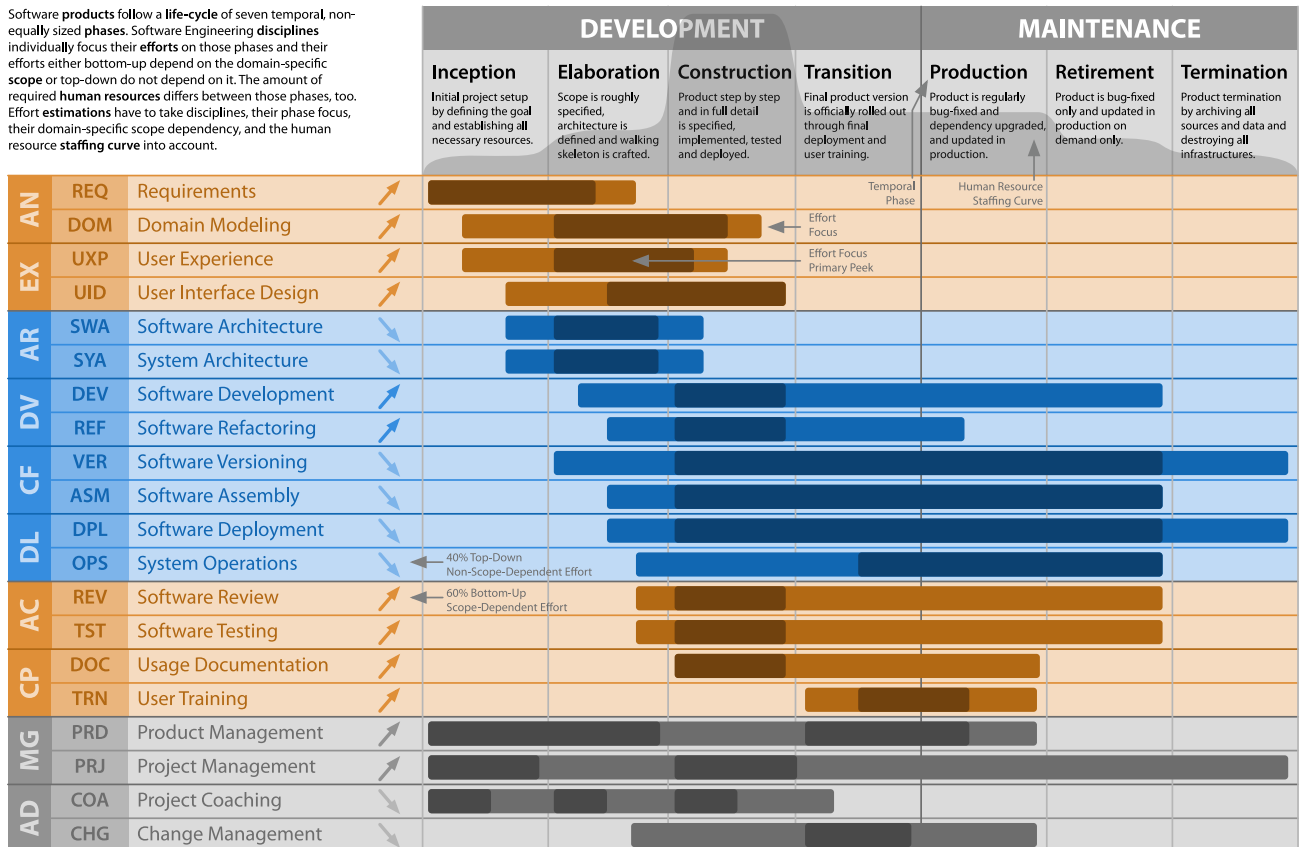 Software products follow a life-cycle of seven temporal, non-
equally sized phases. Software Engineering disciplines
individually focus their efforts on those phases and their
efforts either bottom-up depend on the domain-specific
scope or top-down do not depend on it. The amount of
required human resources differs between those phases, too.
Effort estimations have to take disciplines, their phase focus,
their domain-specific scope dependency, and the human
resource staffing curve into account.
DEVELOPMENT
MAINTENANCE
Inception
Initial project setup
by defining the goal
and establishing all
necessary resources.
Elaboration
Scope is roughly
specified,
architecture is
defined and walking
skeleton is crafted.
Construction
Product step by step
and in full detail
is specified,
implemented, tested
and deployed.
Transition
Final product version
is officially rolled out
through final
deployment and
user training.
Production
Product is regularly
bug-fixed and
dependency upgraded,
and updated in
production.
Retirement
Product is bug-fixed
only and updated in
production on
demand only.
Termination
Product termination
by archiving all
sources and data and
destroying all
infrastructures.
Temporal
Phase
Human Resource
Staffing Curve
AN
REQ Requirements
DOM Domain Modeling
Effort
Focus
EX
UXP User Experience
Effort Focus
Primary Peek
UID User Interface Design
AR
SWA Software Architecture
SYA System Architecture
DV
DEV Software Development
REF Software Refactoring
CF
VER Software Versioning
ASM Software Assembly
DL
DPL Software Deployment
OPS System Operations
40% Top-Down
Non-Scope-Dependent Effort
AC
REV Software Review
60% Bottom-Up
Scope-Dependent Effort
TST Software Testing
CP
DOC Usage Documentation
TRN User Training
MG
PRD Product Management
PRJ Project Management
AD
COA Project Coaching
CHG Change Management